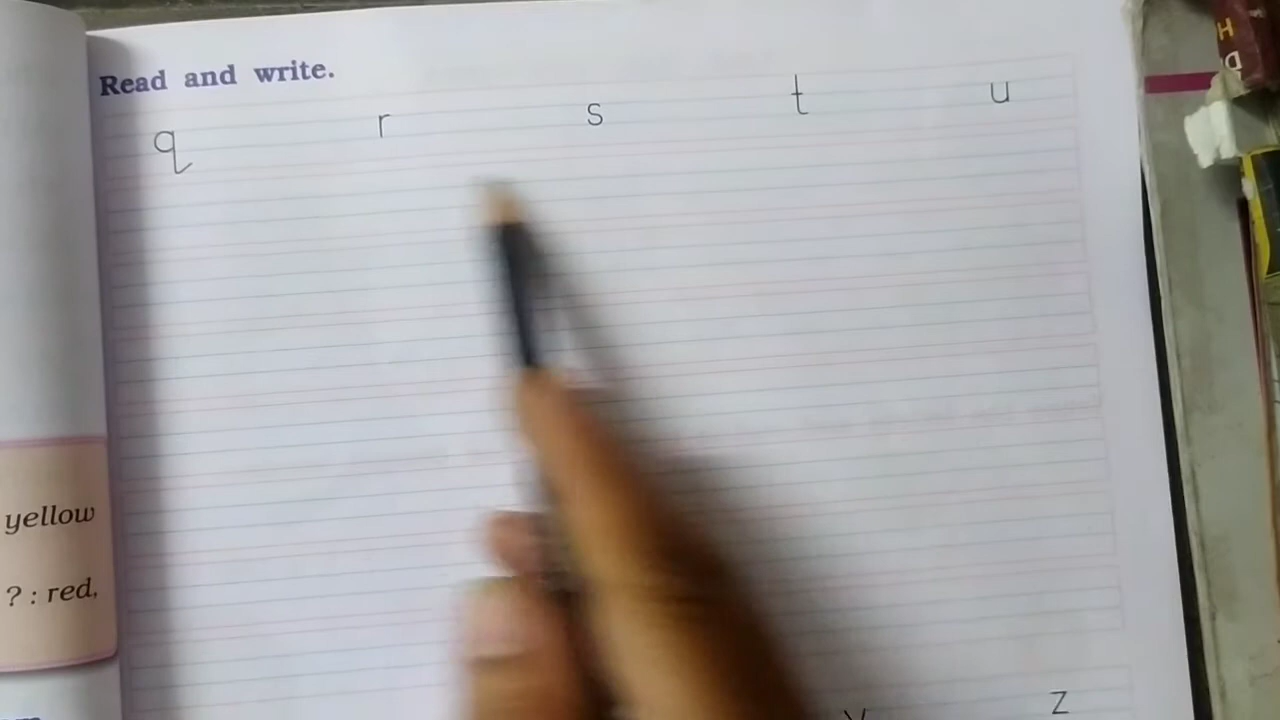 Read and write.
q r s t u
yellow
? : red,
z